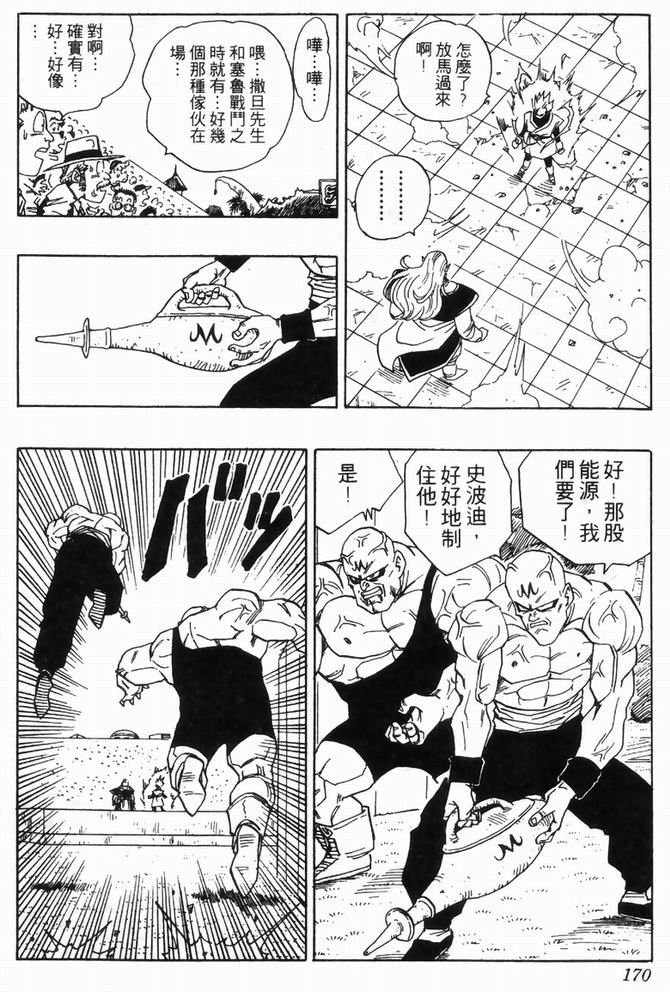 怎麼了?
放馬過來
啊!
………
………
嘩…嘩…
喂…撒旦先生
和塞魯戰鬥之
時就有…好幾
個那種傢伙在
場…
對啊…
確實有…
好…好像
M
好!那股
能源,我
們要了!
史波迪,
好好地制
住他!
是!
M
M
バッ
170